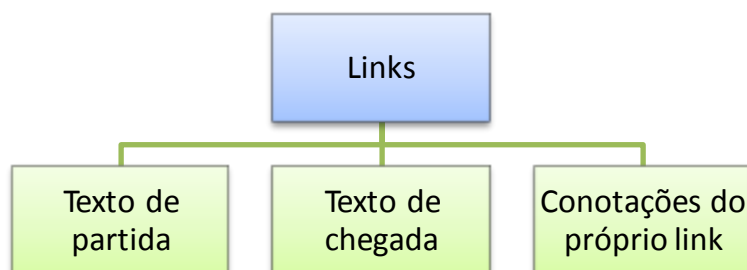 Links
Texto de
partida
Texto de
chegada
Conotações do
próprio link